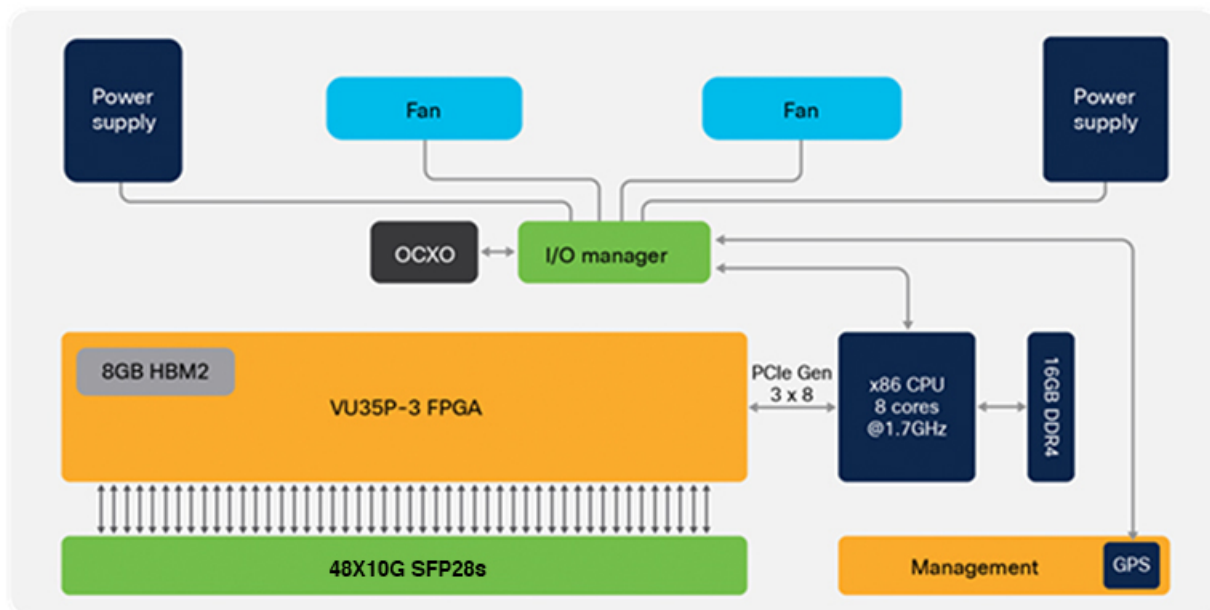 Power
supply
Fan
Fan
Power
supply
OCXO
I/O manager
8GB HBM2
VU35P-3 FPGA
PCIe Gen
3 x 8
x86 CPU
8 cores
@1.7GHz
16GB DDR4
48X10G SFP28s
Management
GPS